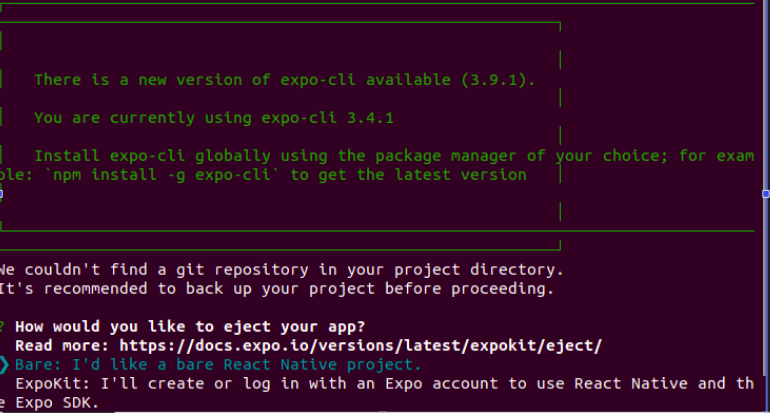 There is a new version of expo-cli available (3.9.1).
You are currently using expo-cli 3.4.1
Install expo-cli globally using the package manager of your choice; for exam
ple: `npm install -g expo-cli` to get the latest version
We couldn't find a git repository in your project directory.
It's recommended to back up your project before proceeding.
? How would you like to eject your app?
Read more: https://docs.expo.io/versions/latest/expokit/eject/
❯ Bare: I'd like a bare React Native project.
ExpoKit: I'll create or log in with an Expo account to use React Native and th
e Expo SDK.